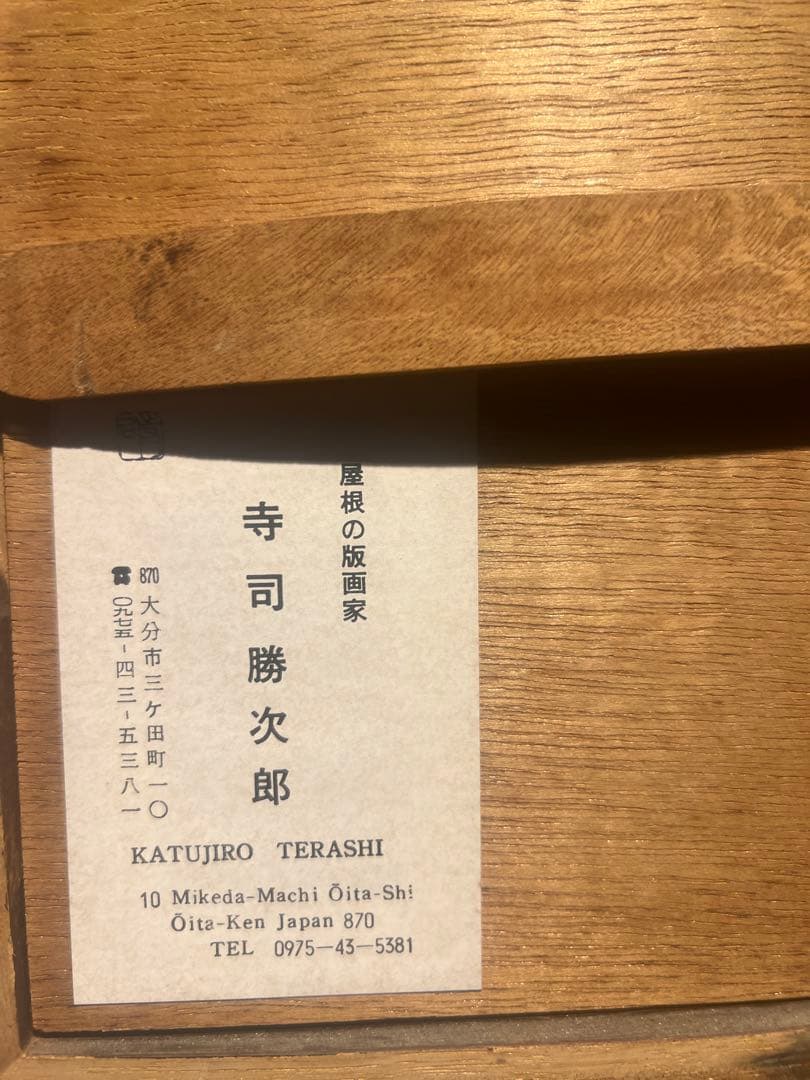 屋根の版画家
寺司勝次郎
870 大分市三ケ田町一〇
☎ 〇九七五-四三-五三八一
KATUJIRO TERASHI
10 Mikeda-Machi Ōita-Shi
Ōita-Ken Japan 870
TEL 0975-43-5381